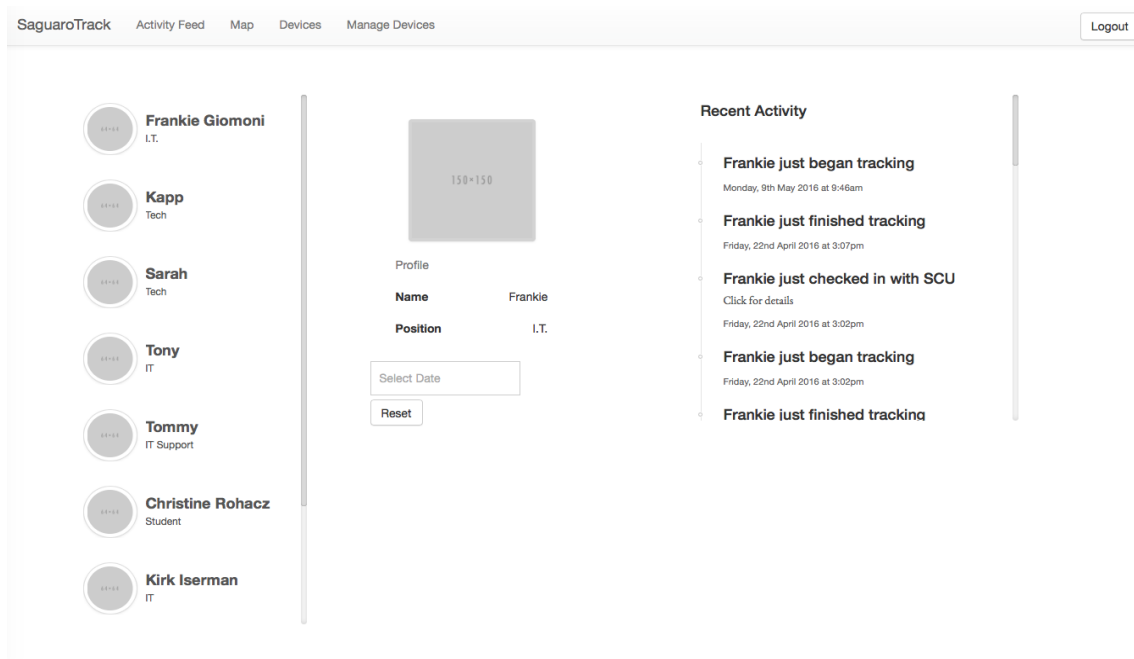 SaguaroTrack Activity Feed Map Devices Manage Devices Logout
Frankie Giomoni
I.T.
Kapp
Tech
Sarah
Tech
Tony
IT
Tommy
IT Support
Christine Rohacz
Student
Kirk Iserman
IT
150×150
Profile
Name Frankie
Position I.T.
Select Date
Reset
Recent Activity
Frankie just began tracking
Monday, 9th May 2016 at 9:46am
Frankie just finished tracking
Friday, 22nd April 2016 at 3:07pm
Frankie just checked in with SCU
Click for details
Friday, 22nd April 2016 at 3:02pm
Frankie just began tracking
Friday, 22nd April 2016 at 3:02pm
Frankie just finished tracking